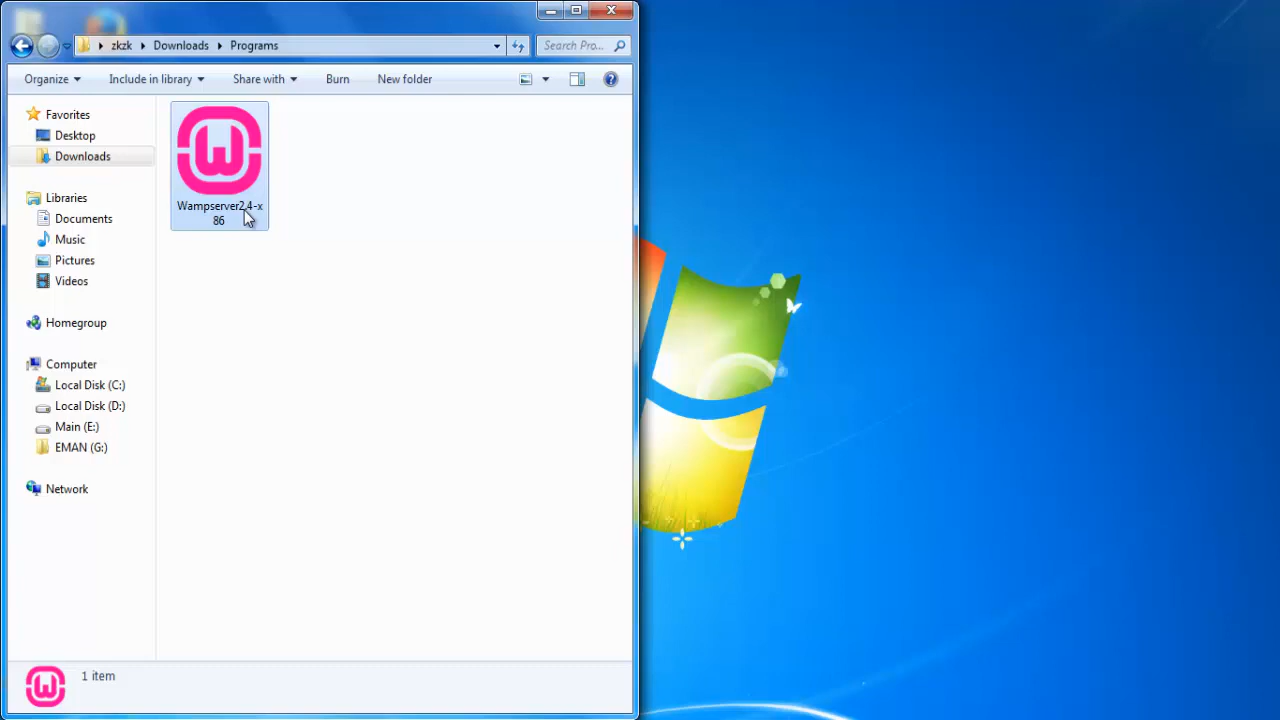 zkzk Downloads Programs
Search Pro...
Organize Include in library Share with Burn New folder
Favorites
Desktop
Downloads
Libraries
Documents
Music
Pictures
Videos
Homegroup
Computer
Local Disk (C:)
Local Disk (D:)
Main (E:)
EMAN (G:)
Network
Wampserver2.4-x
86
1 item